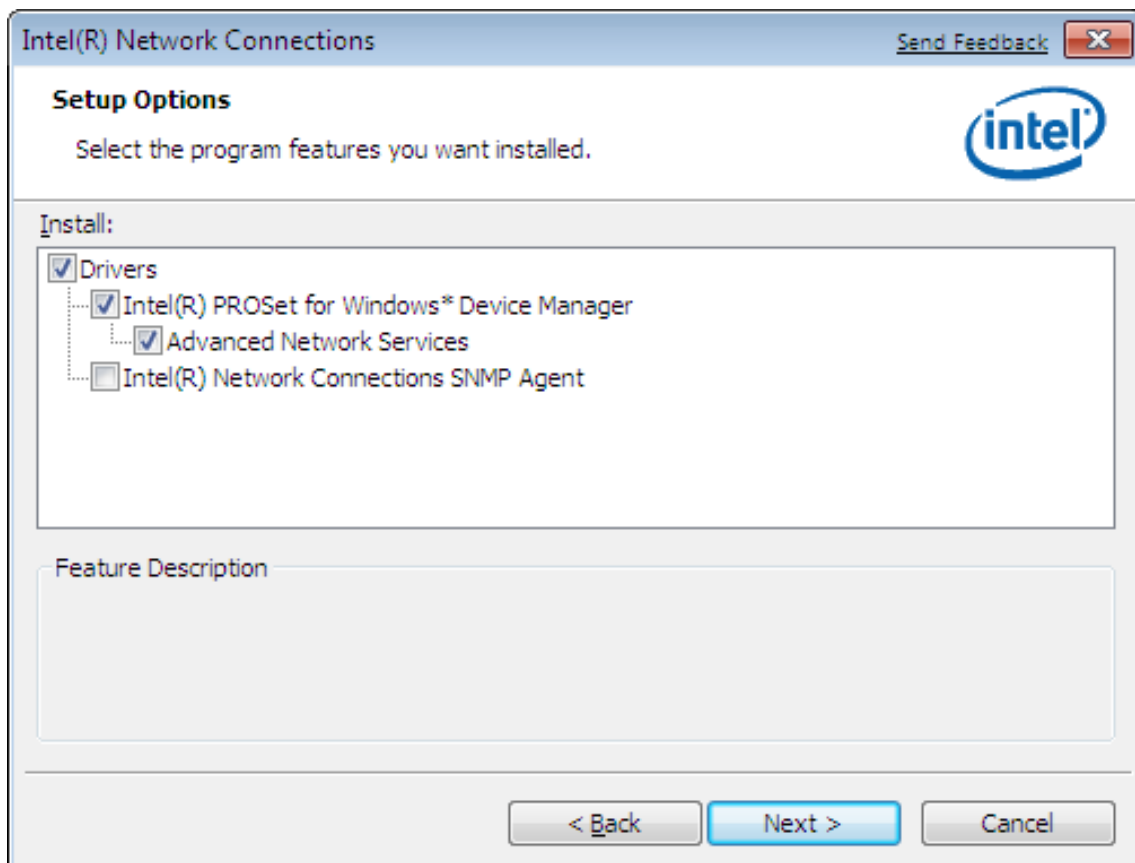 Intel(R) Network Connections
Send Feedback
Setup Options
Select the program features you want installed.
intel
Install:
Drivers
Intel(R) PROSet for Windows* Device Manager
Advanced Network Services
Intel(R) Network Connections SNMP Agent
Feature Description
< Back
Next >
Cancel